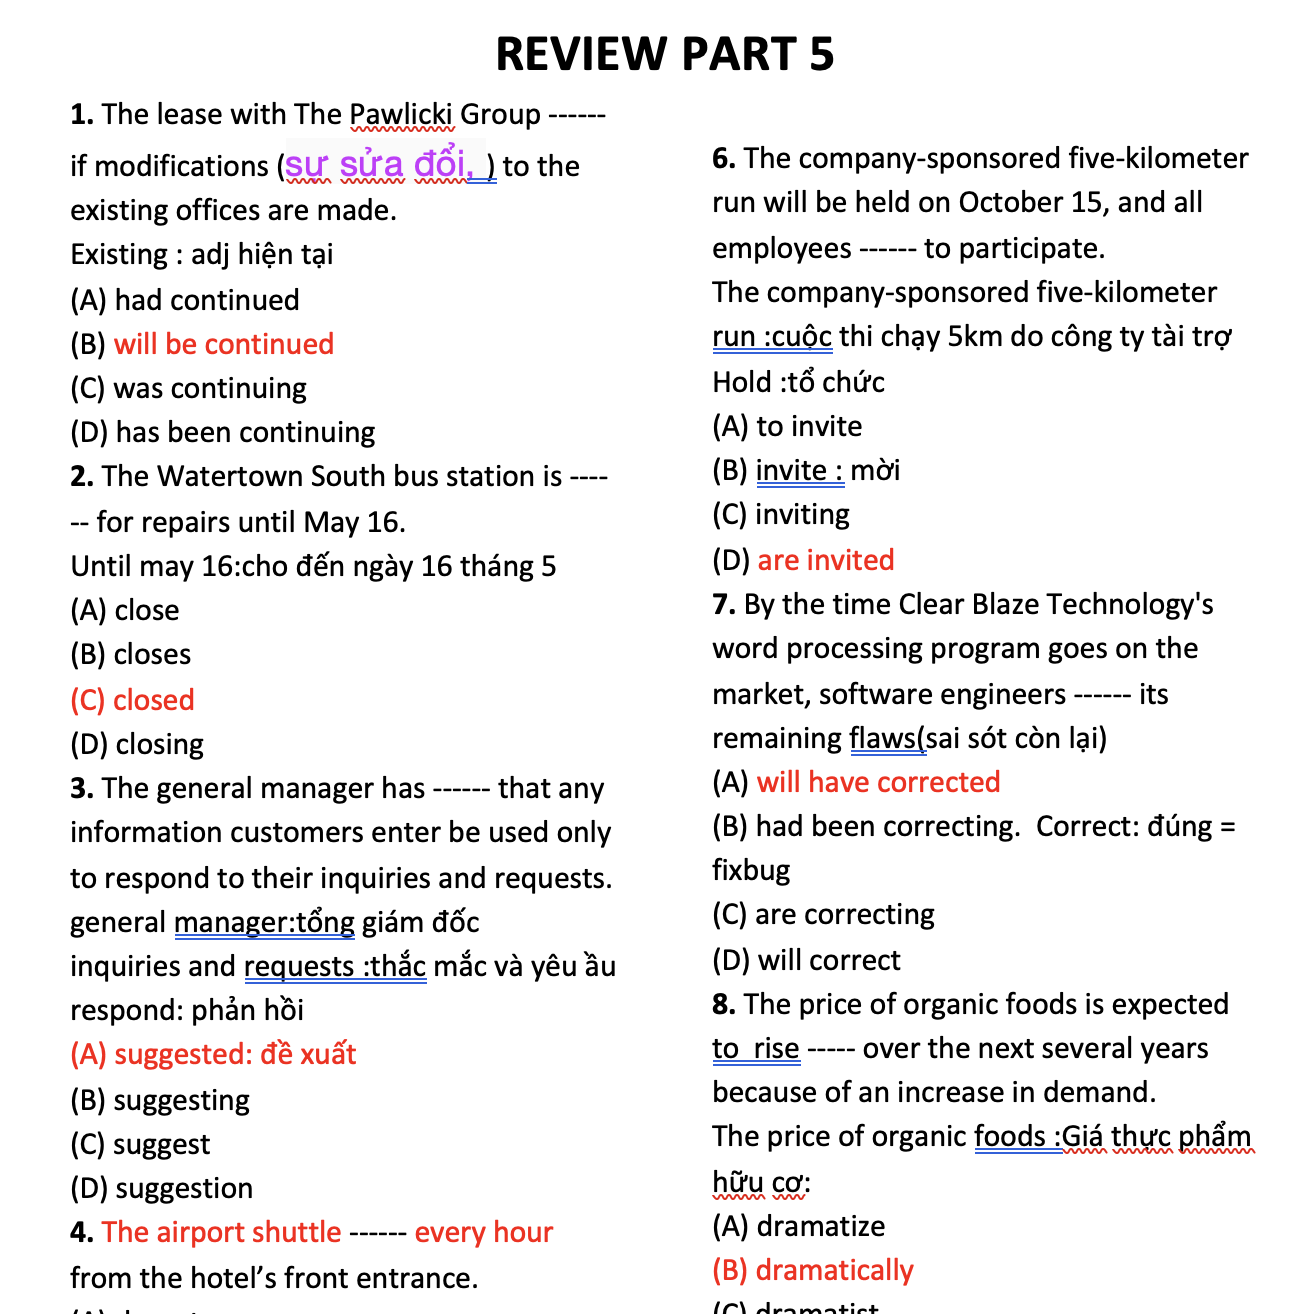 REVIEW PART 5
1. The lease with The Pawlicki Group ------
if modifications (sự sửa đổi, ) to the
existing offices are made.
Existing : adj hiện tại
(A) had continued
(B) will be continued
(C) was continuing
(D) has been continuing
2. The Watertown South bus station is ----
-- for repairs until May 16.
Until may 16:cho đến ngày 16 tháng 5
(A) close
(B) closes
(C) closed
(D) closing
3. The general manager has ------ that any
information customers enter be used only
to respond to their inquiries and requests.
general manager:tổng giám đốc
inquiries and requests :thắc mắc và yêu ầu
respond: phản hồi
(A) suggested: đề xuất
(B) suggesting
(C) suggest
(D) suggestion
4. The airport shuttle ------ every hour
from the hotel’s front entrance.
6. The company-sponsored five-kilometer
run will be held on October 15, and all
employees ------ to participate.
The company-sponsored five-kilometer
run :cuộc thi chạy 5km do công ty tài trợ
Hold :tổ chức
(A) to invite
(B) invite : mời
(C) inviting
(D) are invited
7. By the time Clear Blaze Technology's
word processing program goes on the
market, software engineers ------ its
remaining flaws(sai sót còn lại)
(A) will have corrected
(B) had been correcting.  Correct: đúng =
fixbug
(C) are correcting
(D) will correct
8. The price of organic foods is expected
to  rise ----- over the next several years
because of an increase in demand.
The price of organic foods :Giá thực phẩm
hữu cơ:
(A) dramatize
(B) dramatically
(C) dramatist